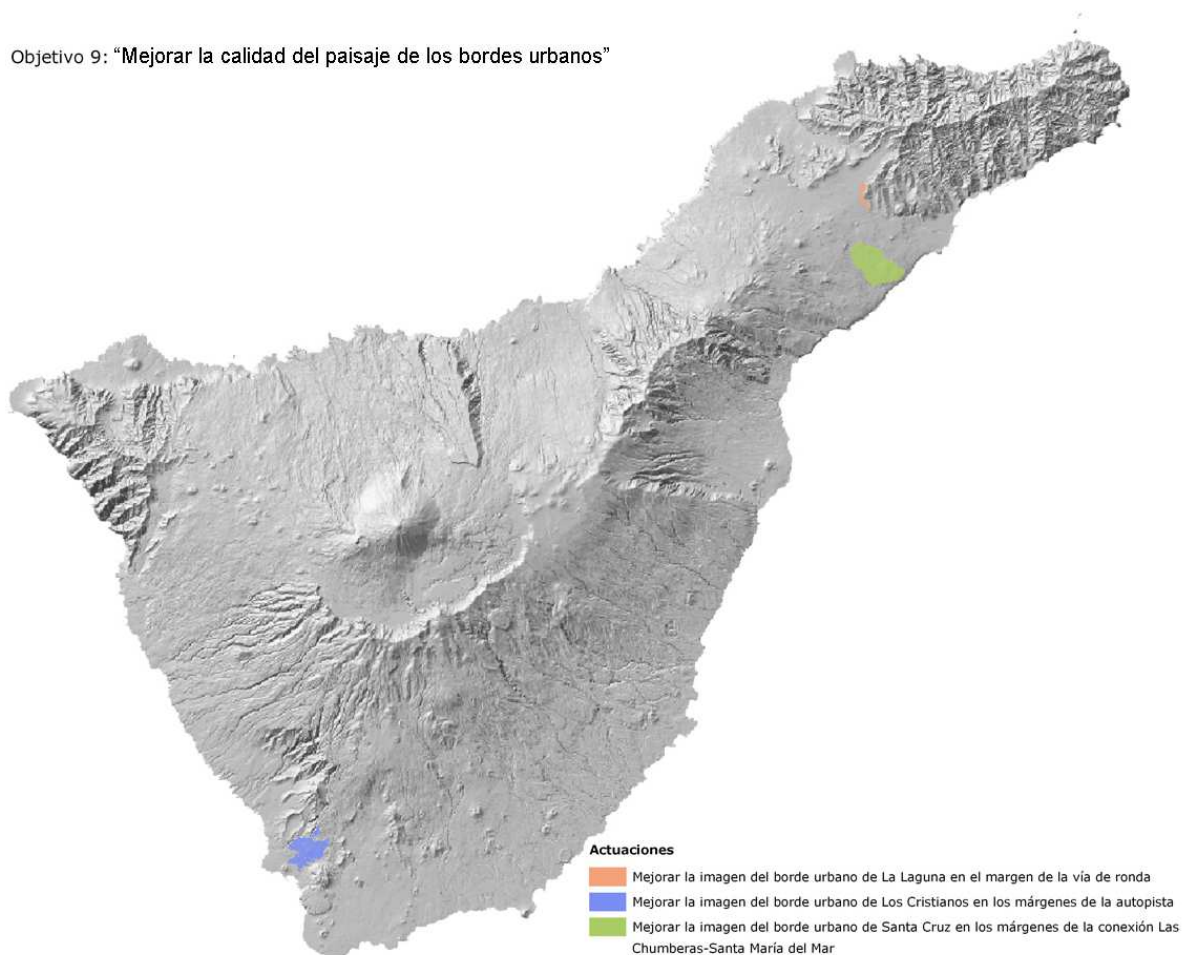 Objetivo 9: “Mejorar la calidad del paisaje de los bordes urbanos”
Actuaciones
Mejorar la imagen del borde urbano de La Laguna en el margen de la vía de ronda
Mejorar la imagen del borde urbano de Los Cristianos en los márgenes de la autopista
Mejorar la imagen del borde urbano de Santa Cruz en los márgenes de la conexión Las
Chumberas-Santa María del Mar